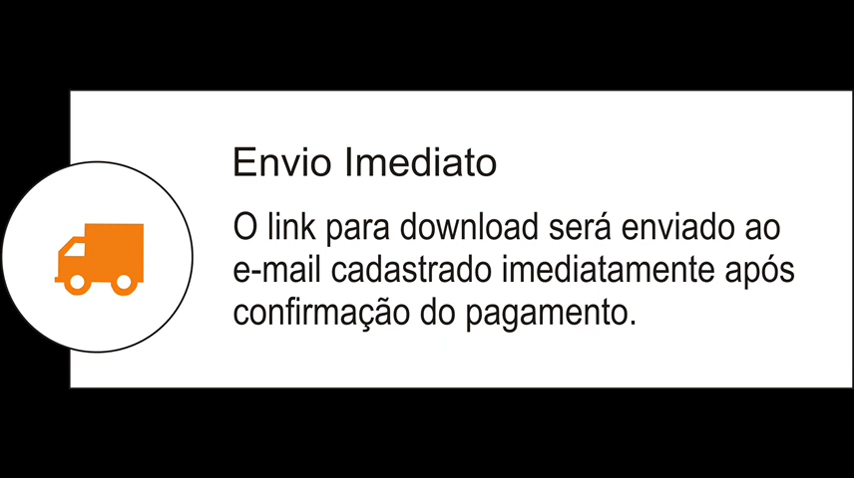 Envio Imediato
O link para download será enviado ao
e-mail cadastrado imediatamente após
confirmação do pagamento.